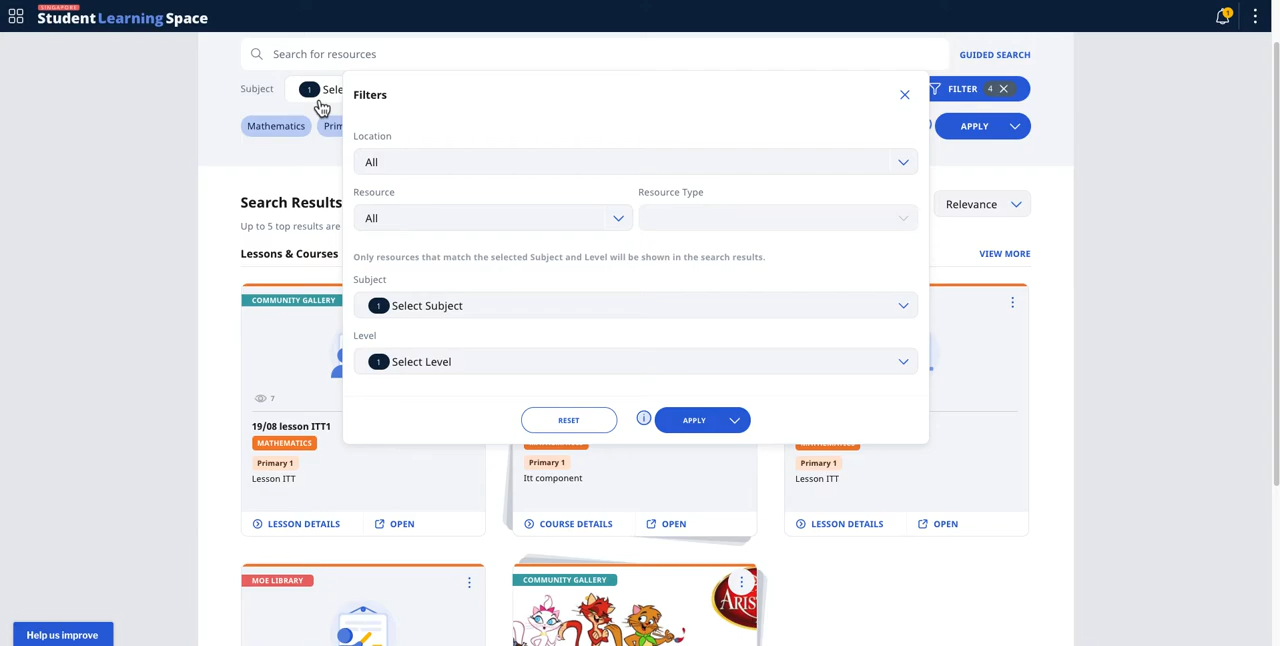 SINGAPORE
Student Learning Space
1
Search for resources
GUIDED SEARCH
Subject
1 Sele
FILTER 4
Mathematics
Prim
APPLY
Filters
Location
All
Resource
Resource Type
All
Only resources that match the selected Subject and Level will be shown in the search results.
Subject
1 Select Subject
Level
1 Select Level
RESET
i
APPLY
Search Results
Relevance
Up to 5 top results are
Lessons & Courses
VIEW MORE
COMMUNITY GALLERY
7
19/08 lesson ITT1
MATHEMATICS
Primary 1
Lesson ITT
LESSON DETAILS
OPEN
Primary 1
Itt component
COURSE DETAILS
OPEN
Primary 1
Lesson ITT
LESSON DETAILS
OPEN
MOE LIBRARY
COMMUNITY GALLERY
ARIS
Help us improve